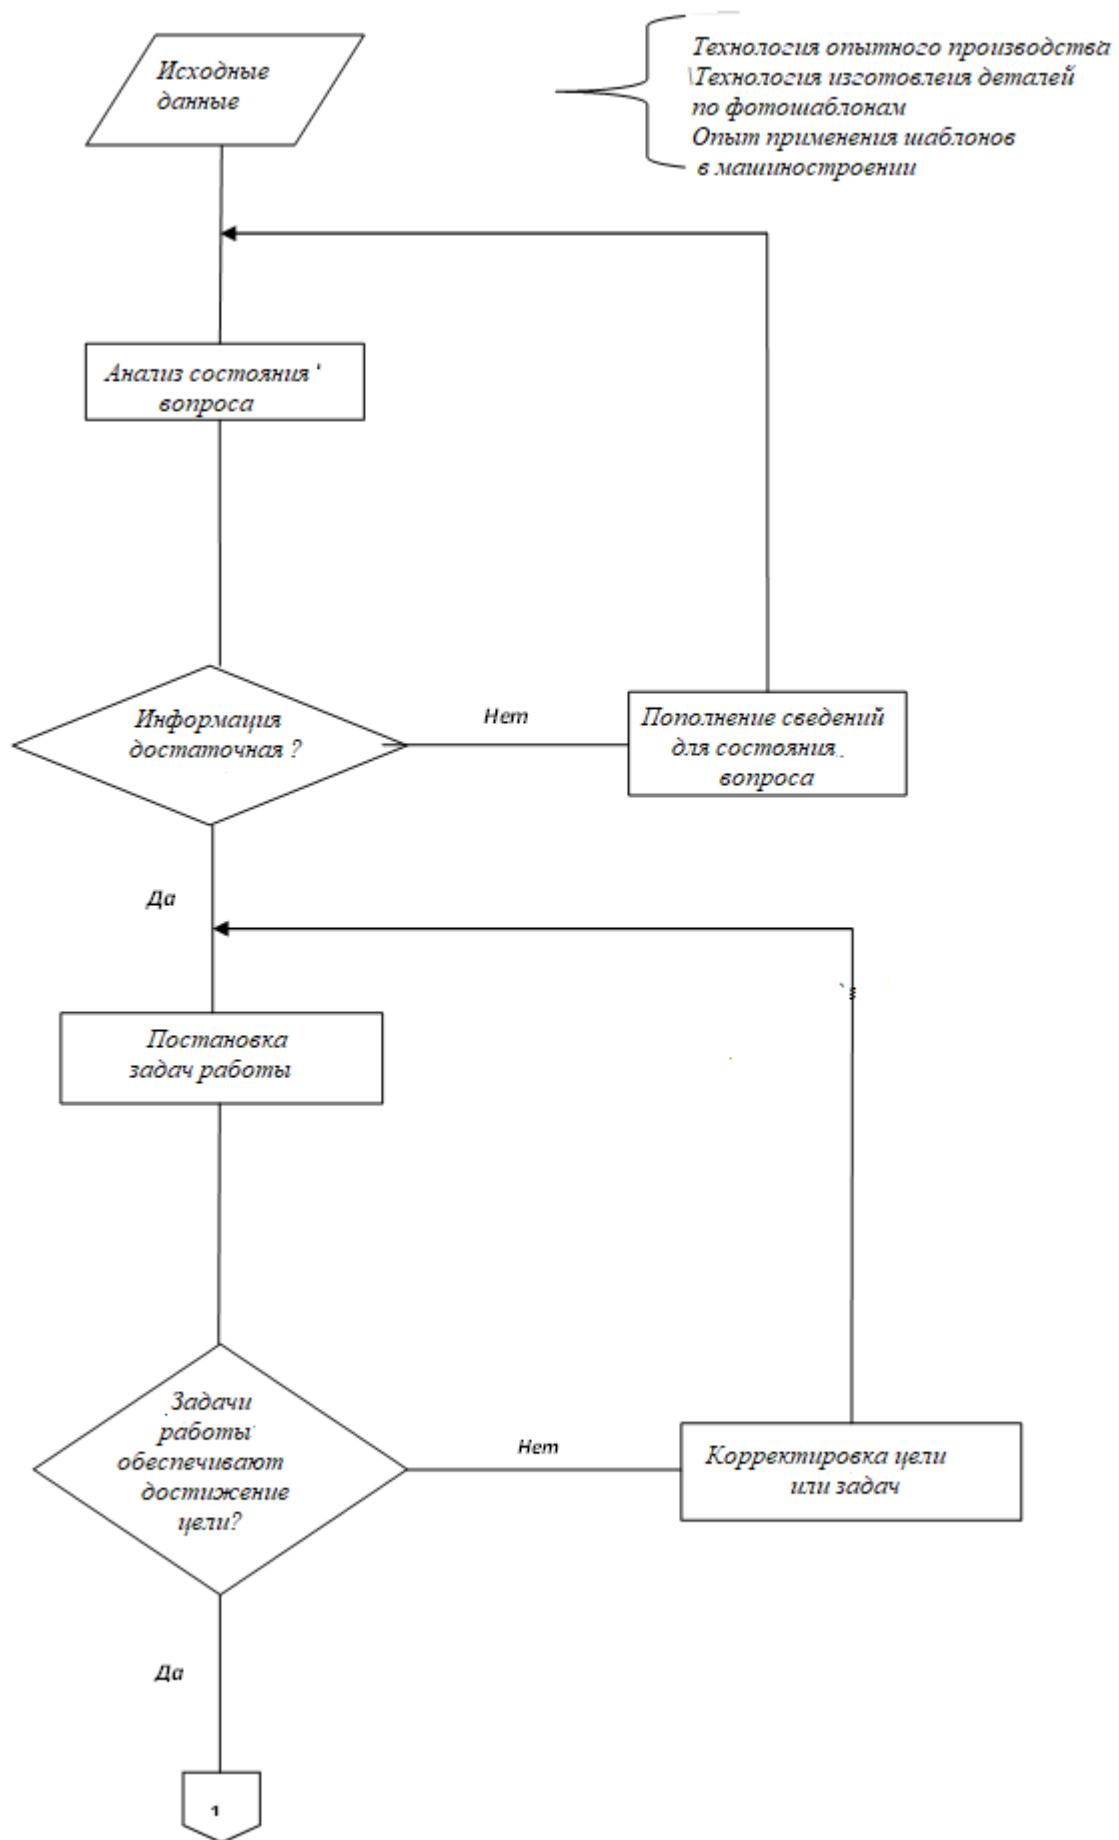 Исходные
данные
Технология опытного производства
\Технология изготовлеия деталей
по фотошаблонам
Опыт применения шаблонов
в машиностроении
Анализ состояния '
вопроса
Информация
достаточная ?
Нет
Пополнение сведений
для состояния..
вопроса
Да
Постановка
задач работы
Задачи
работы
обеспечивают
достижение
цели?
Нет
Корректировка цели
или задач
Да
1